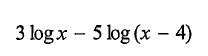 3 log x − 5 log (x − 4)